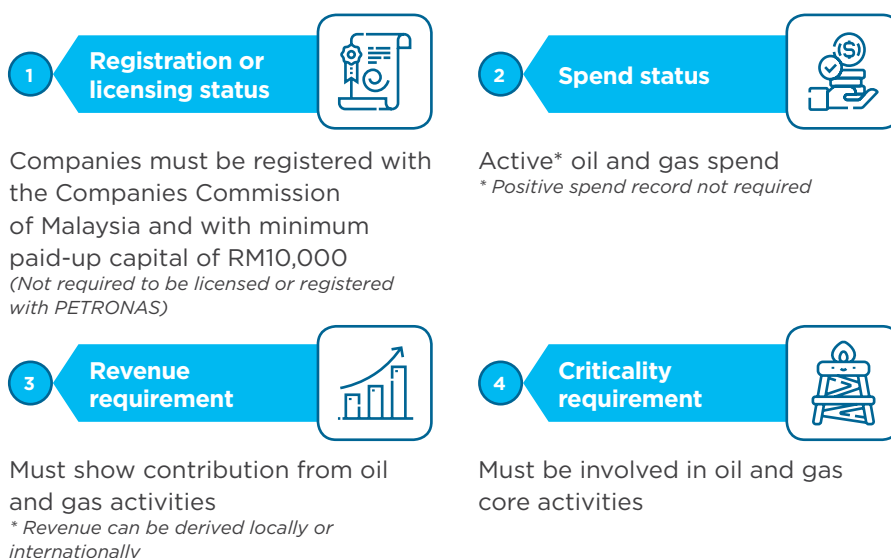 1
Registration or
licensing status
Companies must be registered with
the Companies Commission
of Malaysia and with minimum
paid-up capital of RM10,000
(Not required to be licensed or registered
with PETRONAS)
2
Spend status
($)
Active* oil and gas spend
* Positive spend record not required
3
Revenue
requirement
Must show contribution from oil
and gas activities
* Revenue can be derived locally or
internationally
4
Criticality
requirement
Must be involved in oil and gas
core activities